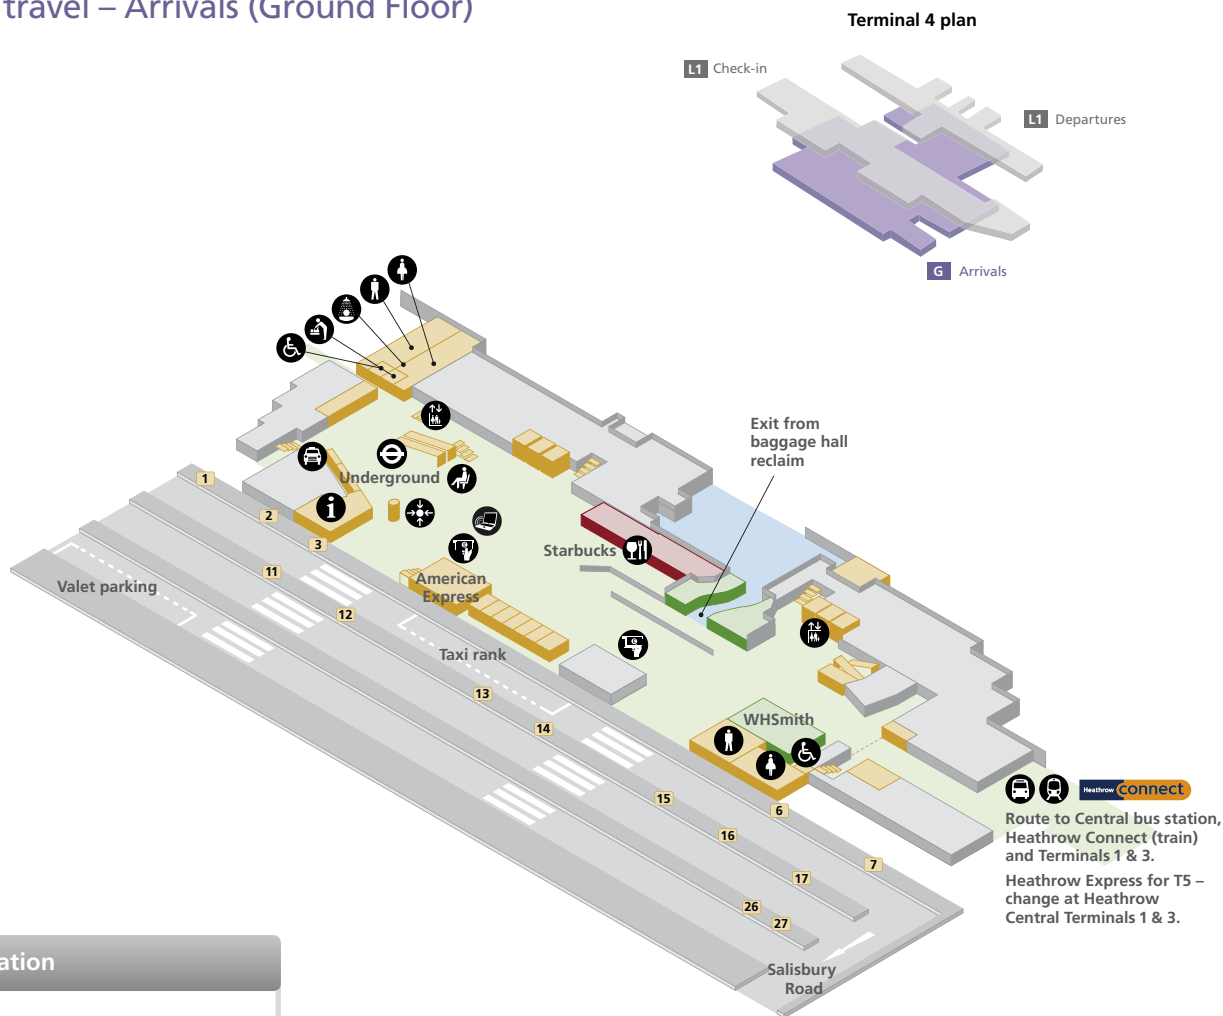 travel – Arrivals (Ground Floor)
Terminal 4 plan
L1 Check-in
L1 Departures
G Arrivals
Exit from
baggage hall
reclaim
Underground
1
2
i
3
Starbucks
American
Express
Valet parking
11
12
Taxi rank
13
14
WHSmith
15
6
16
7
17
26
27
Heathrow connect
Route to Central bus station,
Heathrow Connect (train)
and Terminals 1 & 3.
Heathrow Express for T5 –
change at Heathrow
Central Terminals 1 & 3.
Salisbury
Road
ation